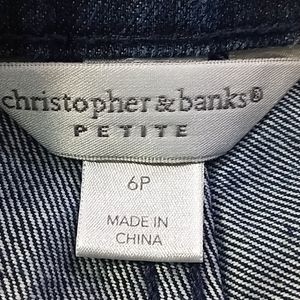 christopher & banks®
PETITE
6P
MADE IN
CHINA